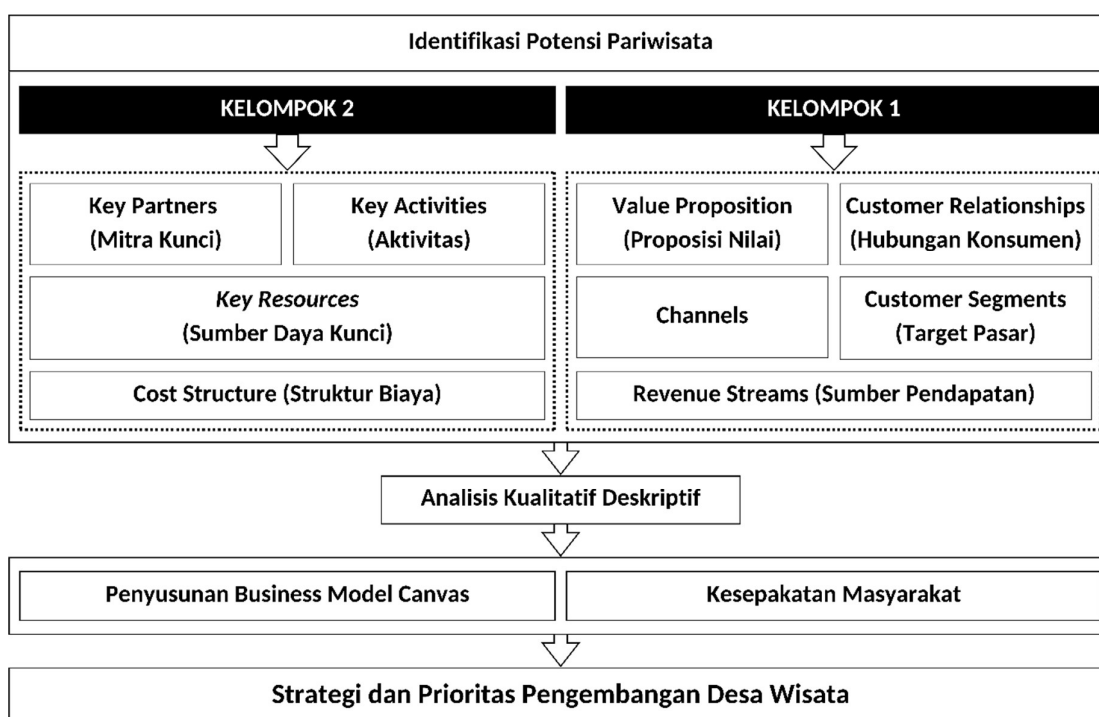 Identifikasi Potensi Pariwisata
KELOMPOK 2
KELOMPOK 1
Key Partners
(Mitra Kunci)
Key Activities
(Aktivitas)
Key Resources
(Sumber Daya Kunci)
Cost Structure (Struktur Biaya)
Value Proposition
(Proposisi Nilai)
Customer Relationships
(Hubungan Konsumen)
Channels
Customer Segments
(Target Pasar)
Revenue Streams (Sumber Pendapatan)
Analisis Kualitatif Deskriptif
Penyusunan Business Model Canvas
Kesepakatan Masyarakat
Strategi dan Prioritas Pengembangan Desa Wisata